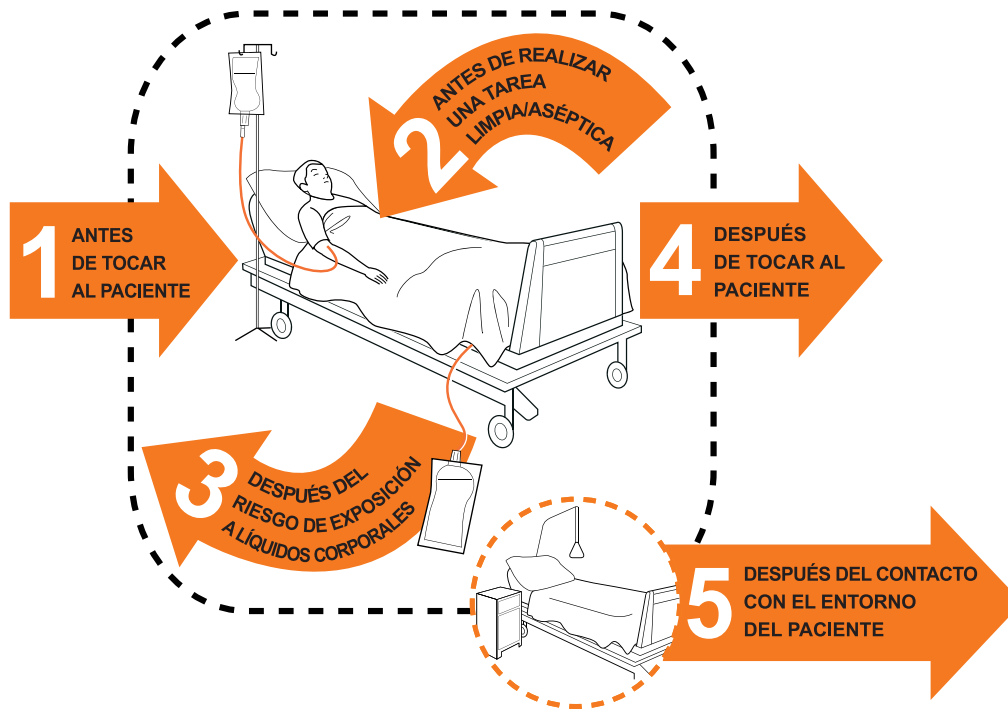 1
ANTES
DE TOCAR
AL PACIENTE
2
ANTES DE REALIZAR
UNA TAREA
LIMPIA/ASÉPTICA
3
DESPUÉS DEL
RIESGO DE EXPOSICIÓN
A LÍQUIDOS CORPORALES
4
DESPUÉS
DE TOCAR AL
PACIENTE
5
DESPUÉS DEL CONTACTO
CON EL ENTORNO
DEL PACIENTE